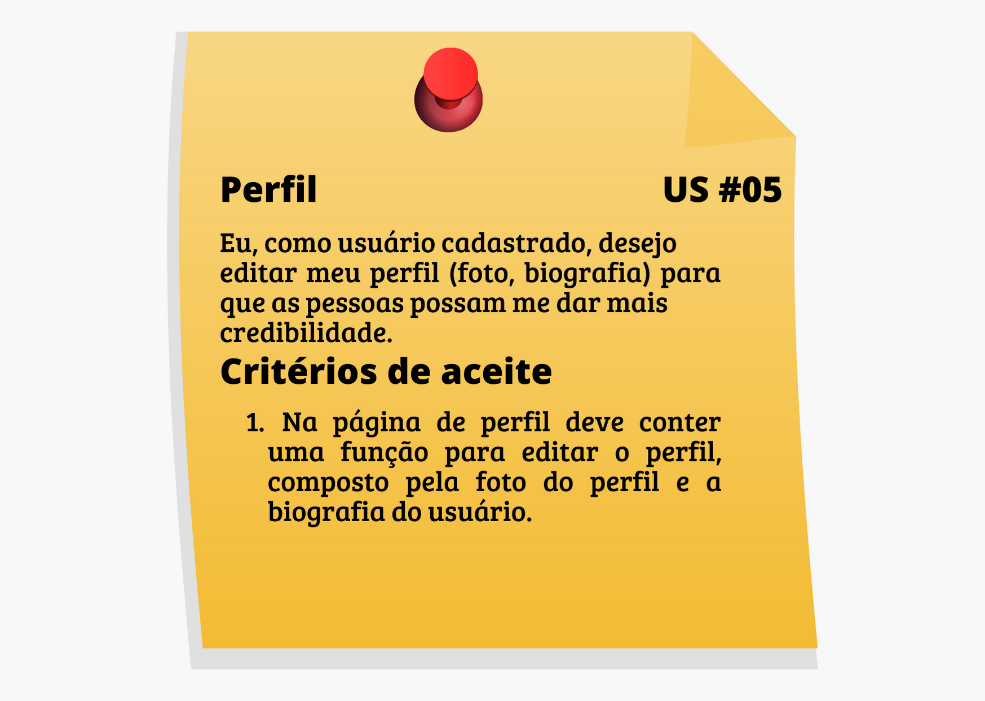 Perfil US #05
Eu, como usuário cadastrado, desejo
editar meu perfil (foto, biografia) para
que as pessoas possam me dar mais
credibilidade.
Critérios de aceite
1. Na página de perfil deve conter
uma função para editar o perfil,
composto pela foto do perfil e a
biografia do usuário.